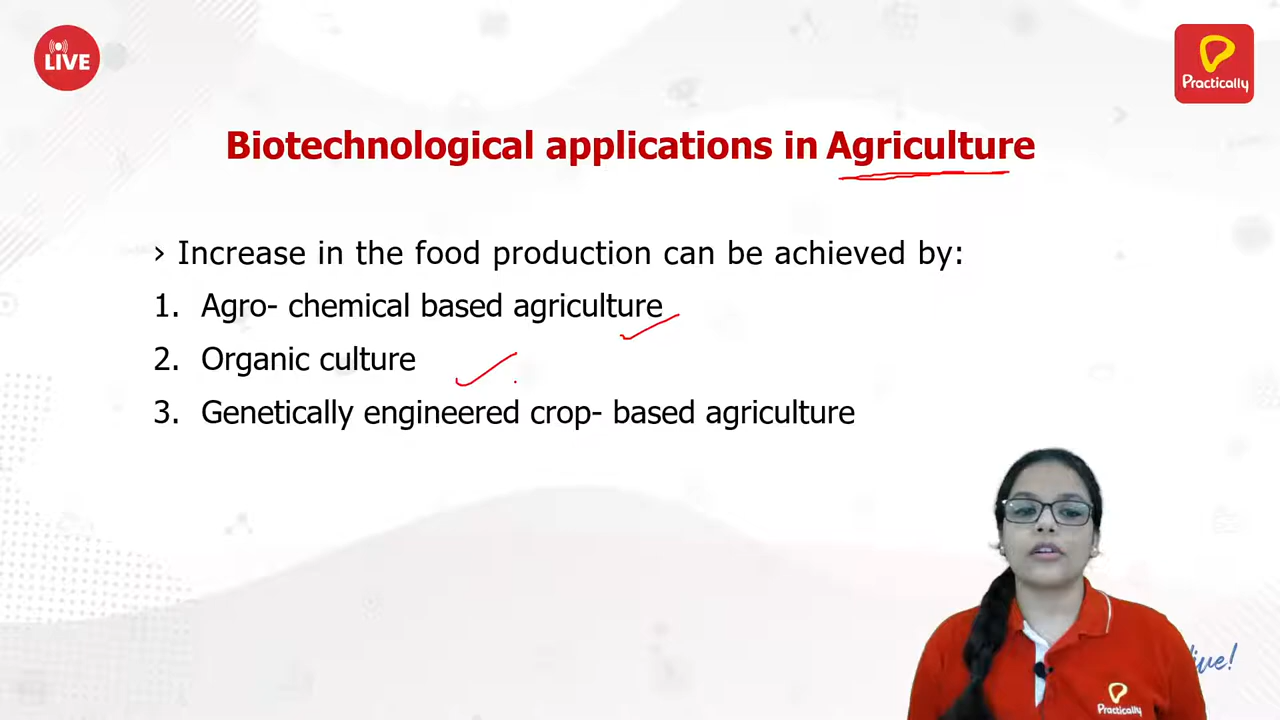 LIVE
Practically
Biotechnological applications in Agriculture
› Increase in the food production can be achieved by:
1. Agro- chemical based agriculture
2. Organic culture
3. Genetically engineered crop- based agriculture
Practically